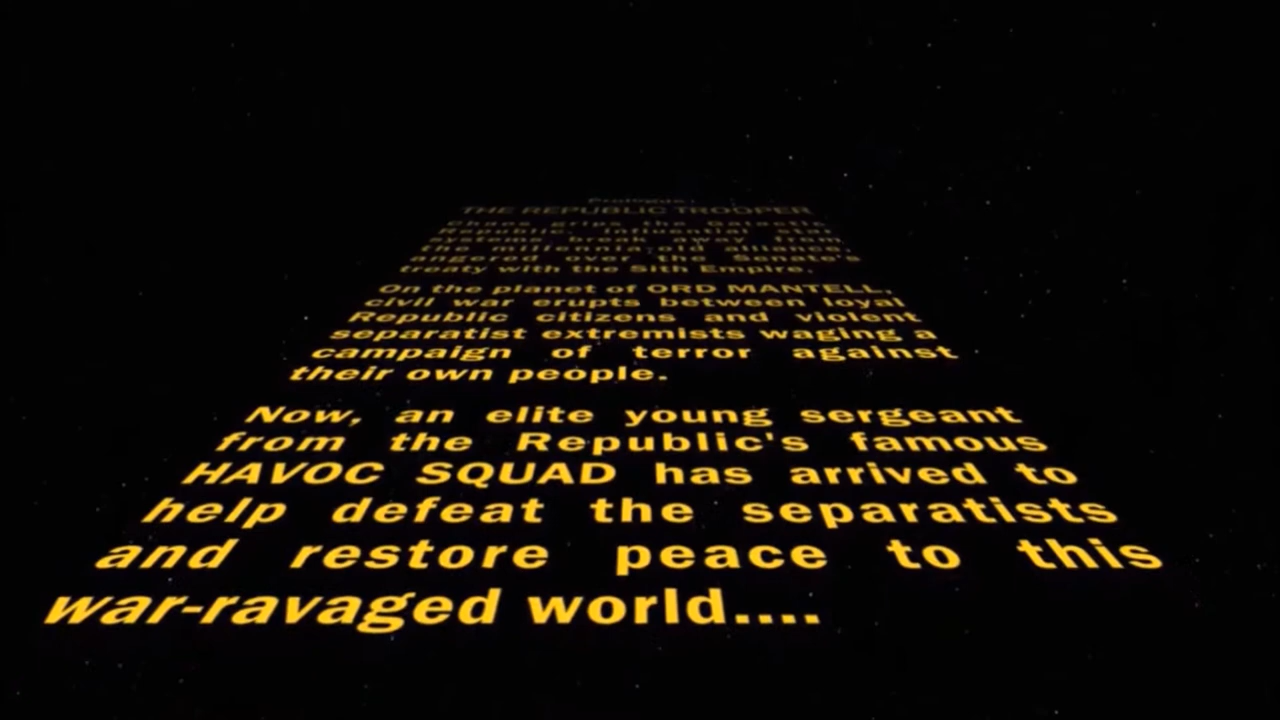 Prologue:
THE REPUBLIC TROOPER
Chaos grips the Galactic
Republic. Influential star
systems break away from
the millennia-old alliance,
angered over the Senate's
treaty with the Sith Empire.
On the planet of ORD MANTELL,
civil war erupts between loyal
Republic citizens and violent
separatist extremists waging a
campaign of terror against
their own people.
Now, an elite young sergeant
from the Republic's famous
HAVOC SQUAD has arrived to
help defeat the separatists
and restore peace to this
war-ravaged world....